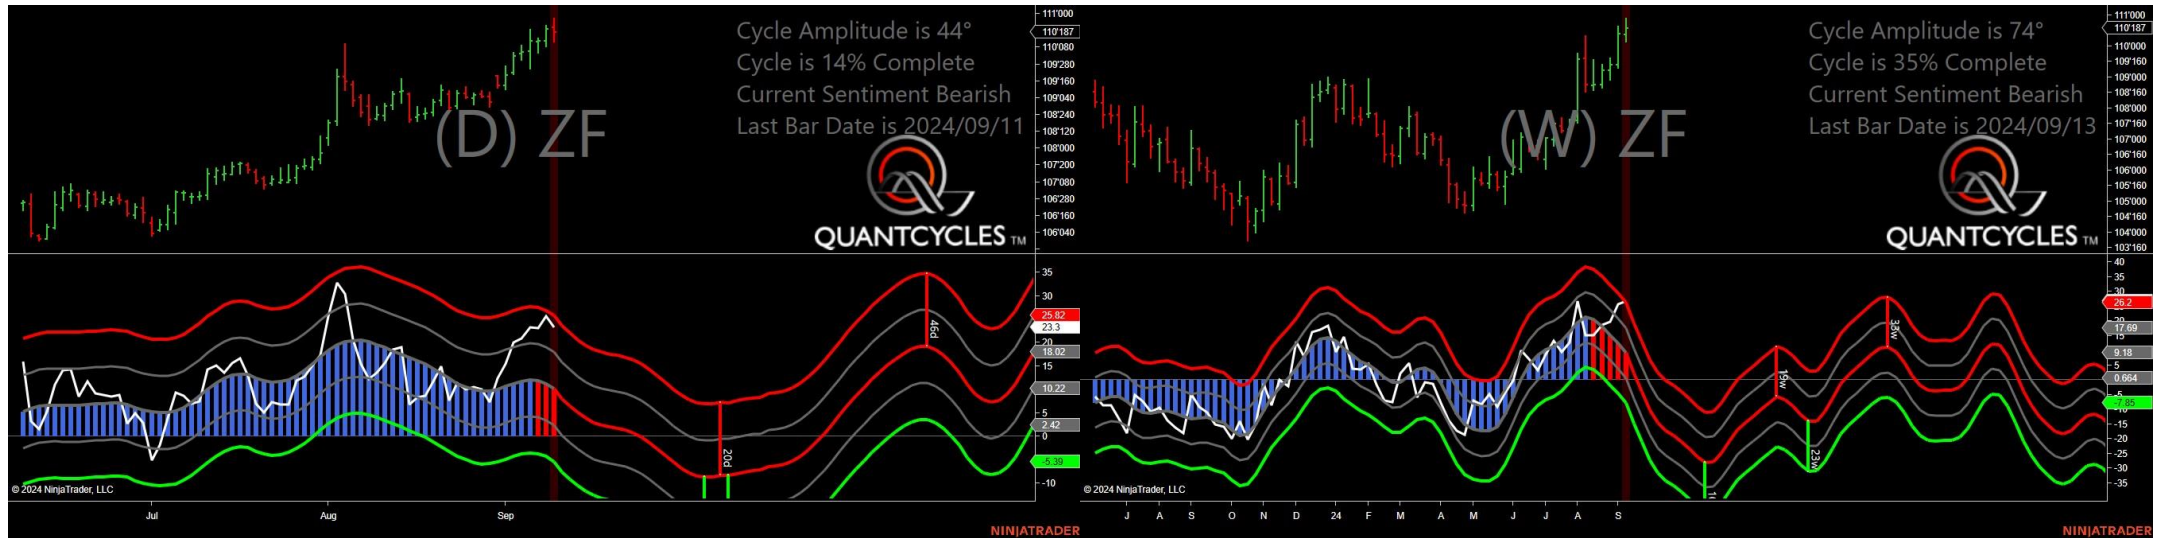 Cycle Amplitude is 44°
Cycle is 14% Complete
Current Sentiment Bearish
Last Bar Date is 2024/09/11
(D) ZF
QUANTCYCLES TM
111'000
110'187
110'080
109'280
109'160
109'040
108'240
108'120
108'000
107'200
107'080
106'280
106'160
106'040
35
30
25.82
23.3
20
18.02
15
10.22
5
2.42
0
-5.39
-10
46d
20d
© 2024 NinjaTrader, LLC
Jul
Aug
Sep
NINJATRADER
Cycle Amplitude is 74°
Cycle is 35% Complete
Current Sentiment Bearish
Last Bar Date is 2024/09/13
(W) ZF
QUANTCYCLES TM
111'000
110'187
110'000
109'160
109'000
108'160
108'000
107'160
107'000
106'160
106'000
105'160
105'000
104'160
104'000
103'160
40
35
30
26.2
17.69
15
9.18
5
0.664
-7.85
-15
-20
-25
-30
-35
33w
19w
23w
© 2024 NinjaTrader, LLC
J A S O N D 24 F M A M J J A S
NINJATRADER